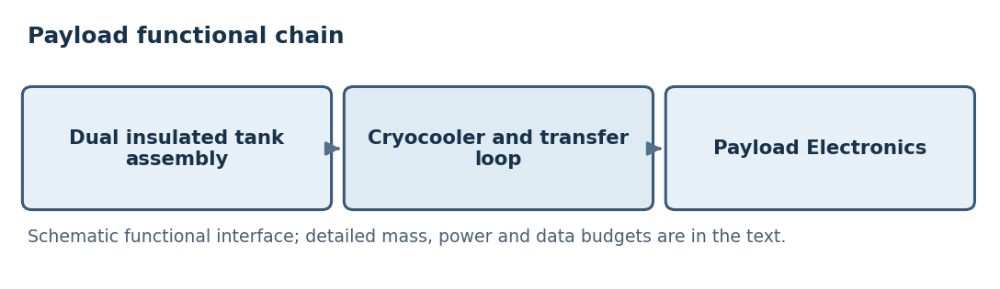 Payload functional chain
Dual insulated tank
assembly
Cryocooler and transfer
loop
Payload Electronics
Schematic functional interface; detailed mass, power and data budgets are in the text.